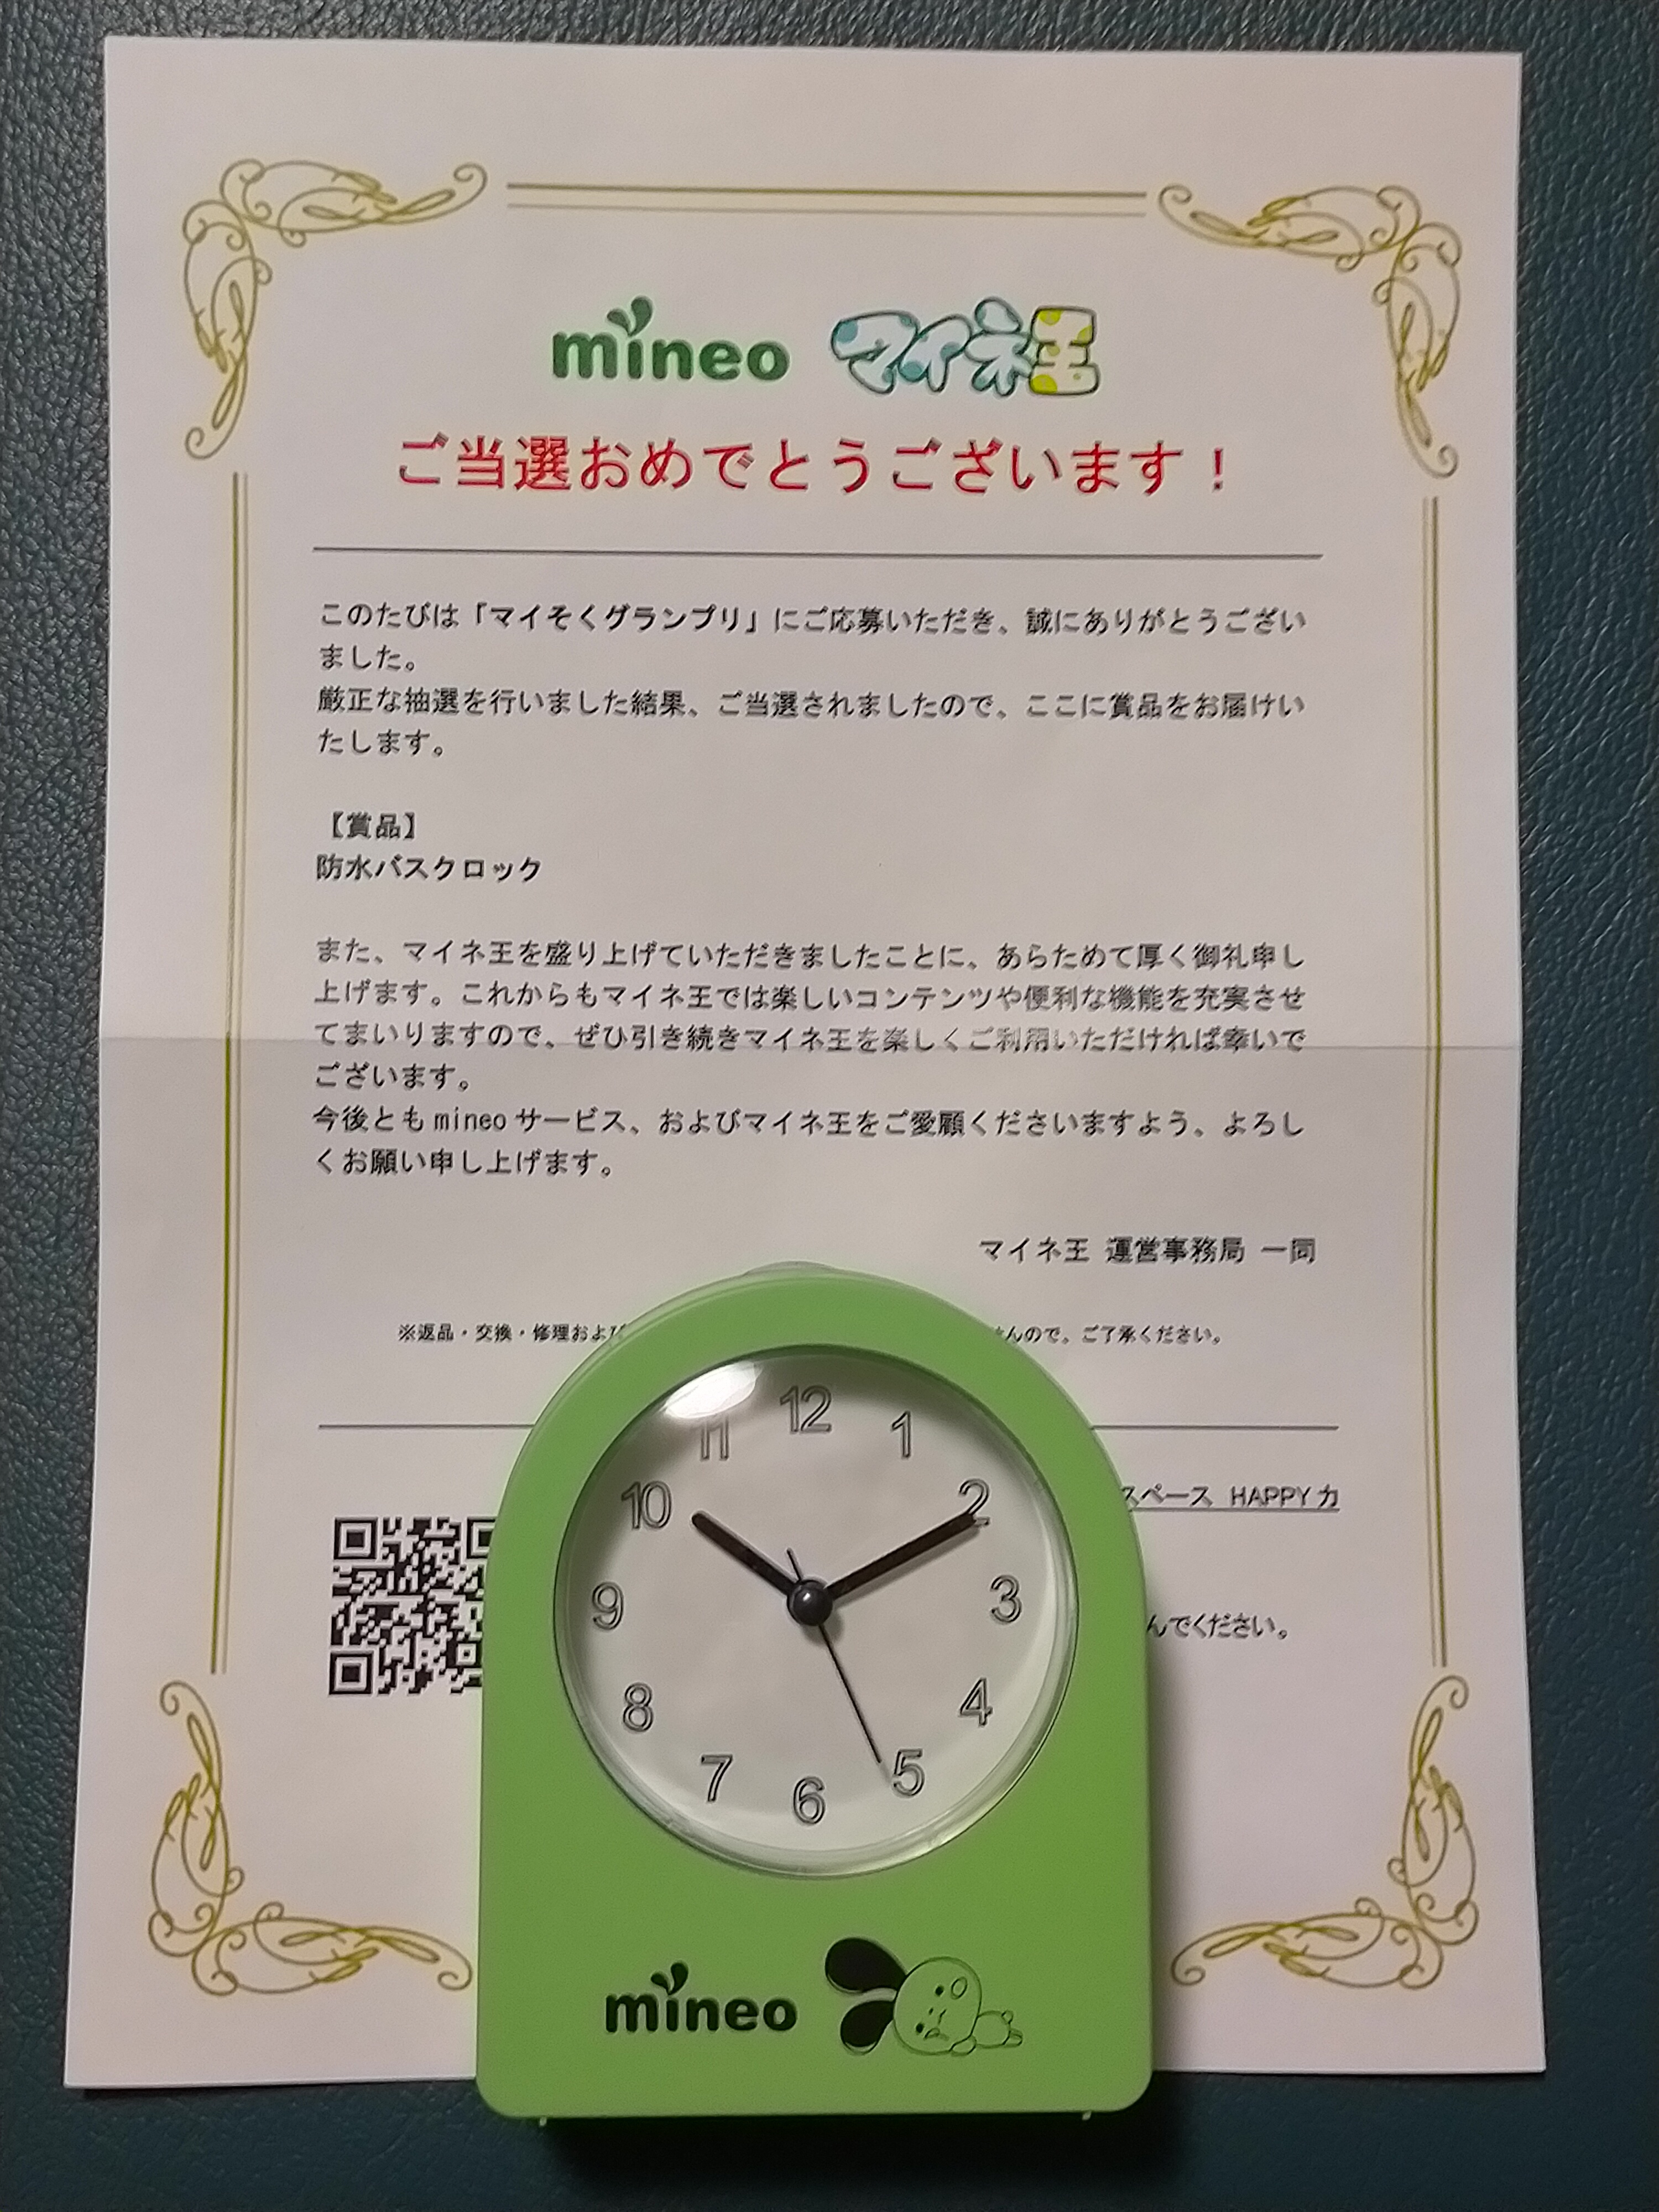 mineo マイネ王
ご当選おめでとうございます！
このたびは「マイそくグランプリ」にご応募いただき、誠にありがとうござい
ました。
厳正な抽選を行いました結果、ご当選されましたので、ここに賞品をお届けい
たします。
【賞品】
防水バスクロック
また、マイネ王を盛り上げていただきましたことに、あらためて厚く御礼申し
上げます。これからもマイネ王では楽しいコンテンツや便利な機能を充実させ
てまいりますので、ぜひ引き続きマイネ王を楽しくご利用いただければ幸いで
ございます。
今後ともmineoサービス、およびマイネ王をご愛顧くださいますよう、よろし
くお願い申し上げます。
マイネ王 運営事務局 一同
※返品・交換・修理および んので、ご了承ください。
スペース HAPPYカ
んでください。
12
11 1
10 2
9 3
8 4
7 5
6
mineo